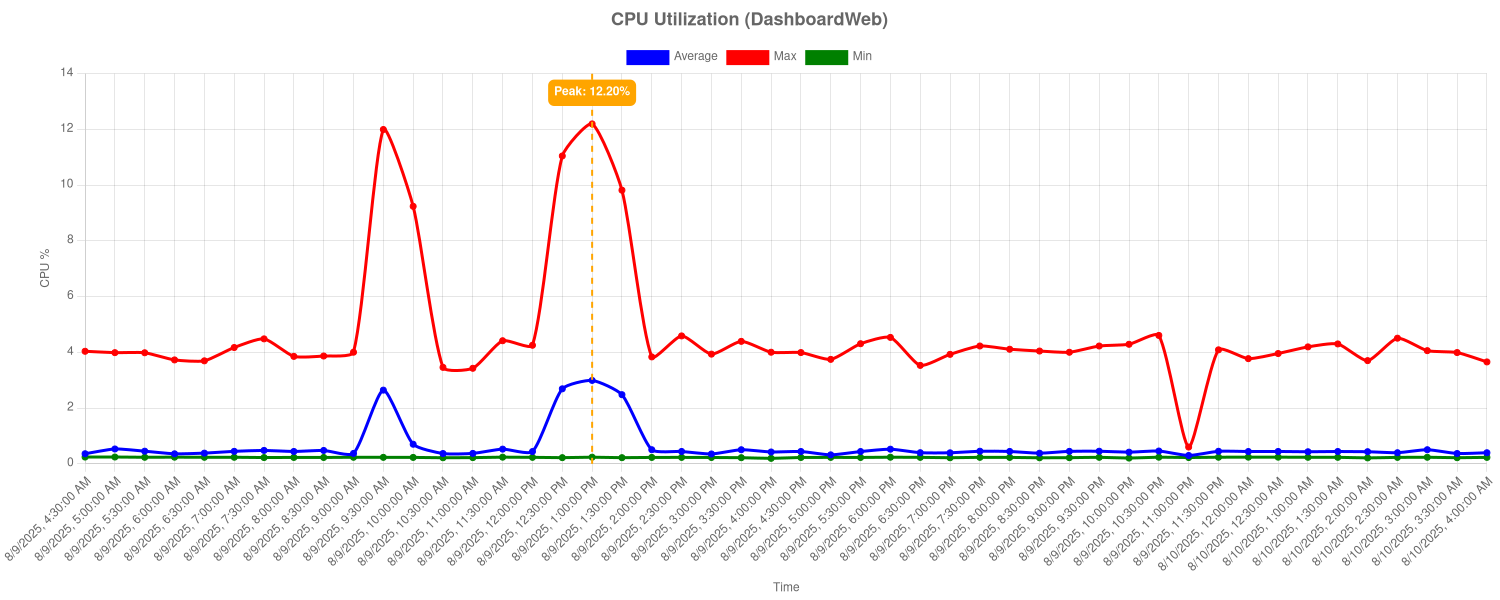 CPU Utilization (DashboardWeb)
Average
Max
Min
14
Peak: 12.20%
12
10
8
6
4
2
0
CPU %
8/9/2025, 4:30:00 AM
8/9/2025, 5:00:00 AM
8/9/2025, 5:30:00 AM
8/9/2025, 6:00:00 AM
8/9/2025, 6:30:00 AM
8/9/2025, 7:00:00 AM
8/9/2025, 7:30:00 AM
8/9/2025, 8:00:00 AM
8/9/2025, 8:30:00 AM
8/9/2025, 9:00:00 AM
8/9/2025, 9:30:00 AM
8/9/2025, 10:00:00 AM
8/9/2025, 10:30:00 AM
8/9/2025, 11:00:00 AM
8/9/2025, 11:30:00 AM
8/9/2025, 12:00:00 PM
8/9/2025, 12:30:00 PM
8/9/2025, 1:00:00 PM
8/9/2025, 1:30:00 PM
8/9/2025, 2:00:00 PM
8/9/2025, 2:30:00 PM
8/9/2025, 3:00:00 PM
8/9/2025, 3:30:00 PM
8/9/2025, 4:00:00 PM
8/9/2025, 4:30:00 PM
8/9/2025, 5:00:00 PM
8/9/2025, 5:30:00 PM
8/9/2025, 6:00:00 PM
8/9/2025, 6:30:00 PM
8/9/2025, 7:00:00 PM
8/9/2025, 7:30:00 PM
8/9/2025, 8:00:00 PM
8/9/2025, 8:30:00 PM
8/9/2025, 9:00:00 PM
8/9/2025, 9:30:00 PM
8/9/2025, 10:00:00 PM
8/9/2025, 10:30:00 PM
8/9/2025, 11:00:00 PM
8/9/2025, 11:30:00 PM
8/10/2025, 12:00:00 AM
8/10/2025, 12:30:00 AM
8/10/2025, 1:00:00 AM
8/10/2025, 1:30:00 AM
8/10/2025, 2:00:00 AM
8/10/2025, 2:30:00 AM
8/10/2025, 3:00:00 AM
8/10/2025, 3:30:00 AM
8/10/2025, 4:00:00 AM
Time